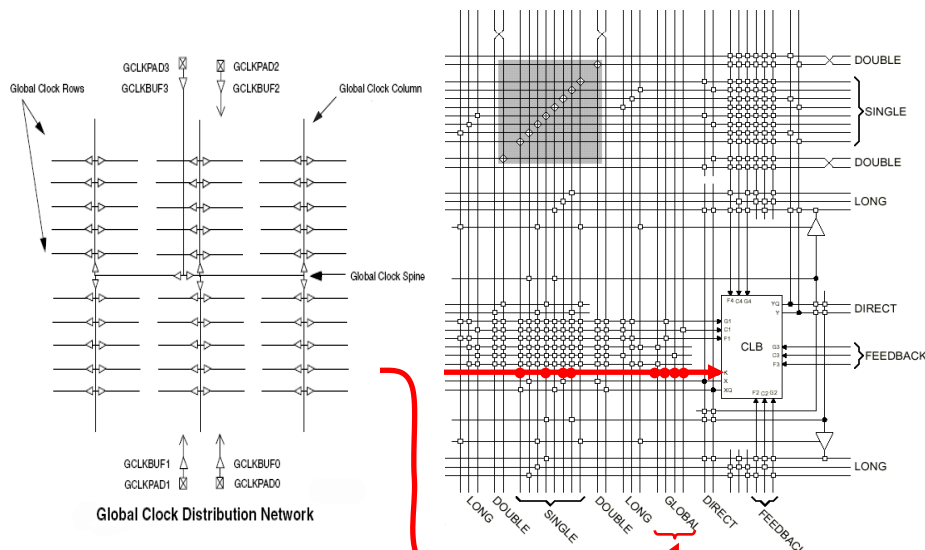 GCLKPAD3
GCLKPAD2
Global Clock Rows
GCLKBUF3
GCLKBUF2
Global Clock Column
Global Clock Spine
GCLKBUF1
GCLKBUF0
GCLKPAD1
GCLKPAD0
Global Clock Distribution Network
DOUBLE
SINGLE
DOUBLE
LONG
DIRECT
FEEDBACK
LONG
F4 C4 G4
G1
C1
F1
K
X
XQ
CLB
YQ
Y
G3
C3
F3
F2 C2 G2
LONG
DOUBLE
SINGLE
DOUBLE
LONG
GLOBAL
DIRECT
FEEDBACK